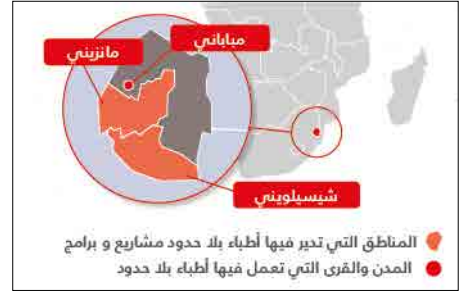 مباباني
مانزيني
شيسيلويني
المناطق التي تدير فيها أطباء بلا حدود مشاريع و برامج
المدن والقرى التي تعمل فيها أطباء بلا حدود